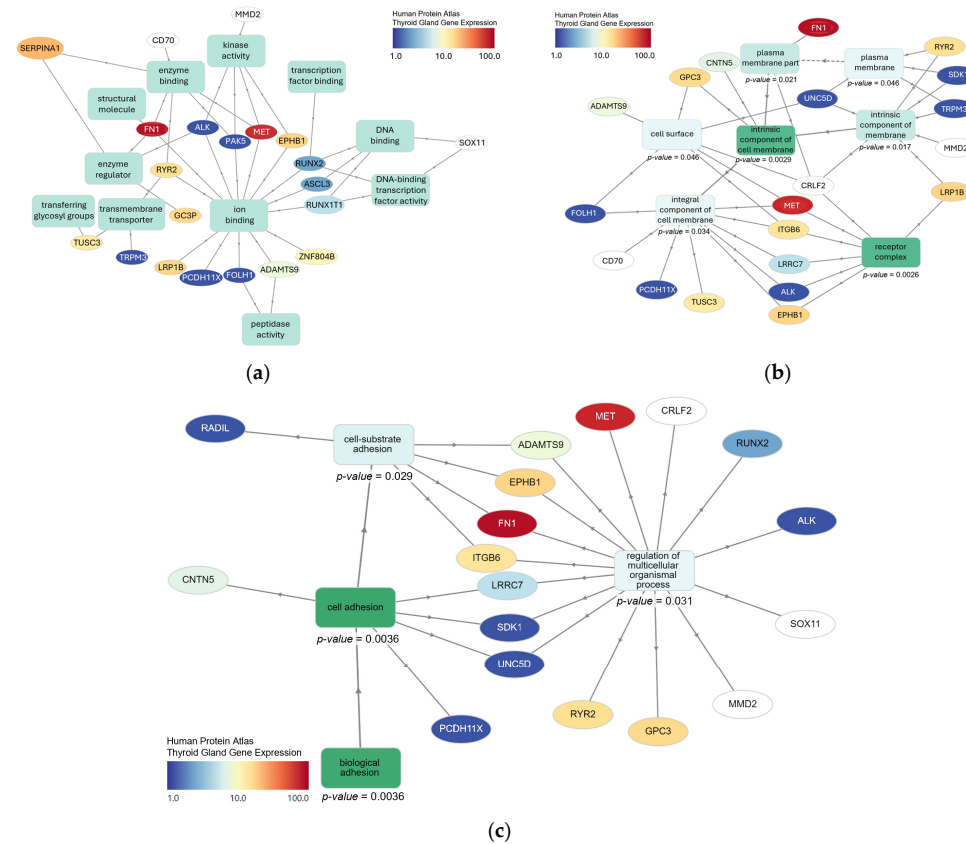 Human Protein Atlas
Thyroid Gland Gene Expression
1.0 10.0 100.0
MMD2
SERPINA1
CD70
kinase
activity
enzyme
binding
transcription
factor binding
structural
molecule
FN1
ALK
PAK5
MET
EPHB1
DNA
binding
SOX11
enzyme
regulator
RYR2
RUNX2
ASCL3
RUNX1T1
DNA-binding
transcription
factor activity
transferring
glycosyl groups
transmembrane
transporter
GC3P
ion
binding
TUSC3
TRPM3
LRP1B
PCDH11X
FOLH1
ADAMTS9
ZNF804B
peptidase
activity
(a)
Human Protein Atlas
Thyroid Gland Gene Expression
1.0 10.0 100.0
FN1
CNTN5
plasma
membrane part
p-value = 0.021
plasma
membrane
p-value = 0.046
RYR2
SDK1
GPC3
UNC5D
TRPM3
ADAMTS9
cell surface
p-value = 0.046
intrinsic
component of
cell membrane
p-value = 0.0029
intrinsic
component of
membrane
p-value = 0.017
MMD2
CRLF2
LRP1B
FOLH1
integral
component of
cell membrane
p-value = 0.034
MET
ITGB6
receptor
complex
p-value = 0.0026
CD70
LRRC7
PCDH11X
ALK
TUSC3
EPHB1
(b)
RADIL
cell-substrate
adhesion
p-value = 0.029
ADAMTS9
MET
CRLF2
RUNX2
EPHB1
FN1
ALK
ITGB6
CNTN5
LRRC7
regulation of
multicellular
organismal
process
p-value = 0.031
cell adhesion
p-value = 0.0036
SDK1
SOX11
UNC5D
MMD2
RYR2
GPC3
PCDH11X
biological
adhesion
p-value = 0.0036
Human Protein Atlas
Thyroid Gland Gene Expression
1.0 10.0 100.0
(c)